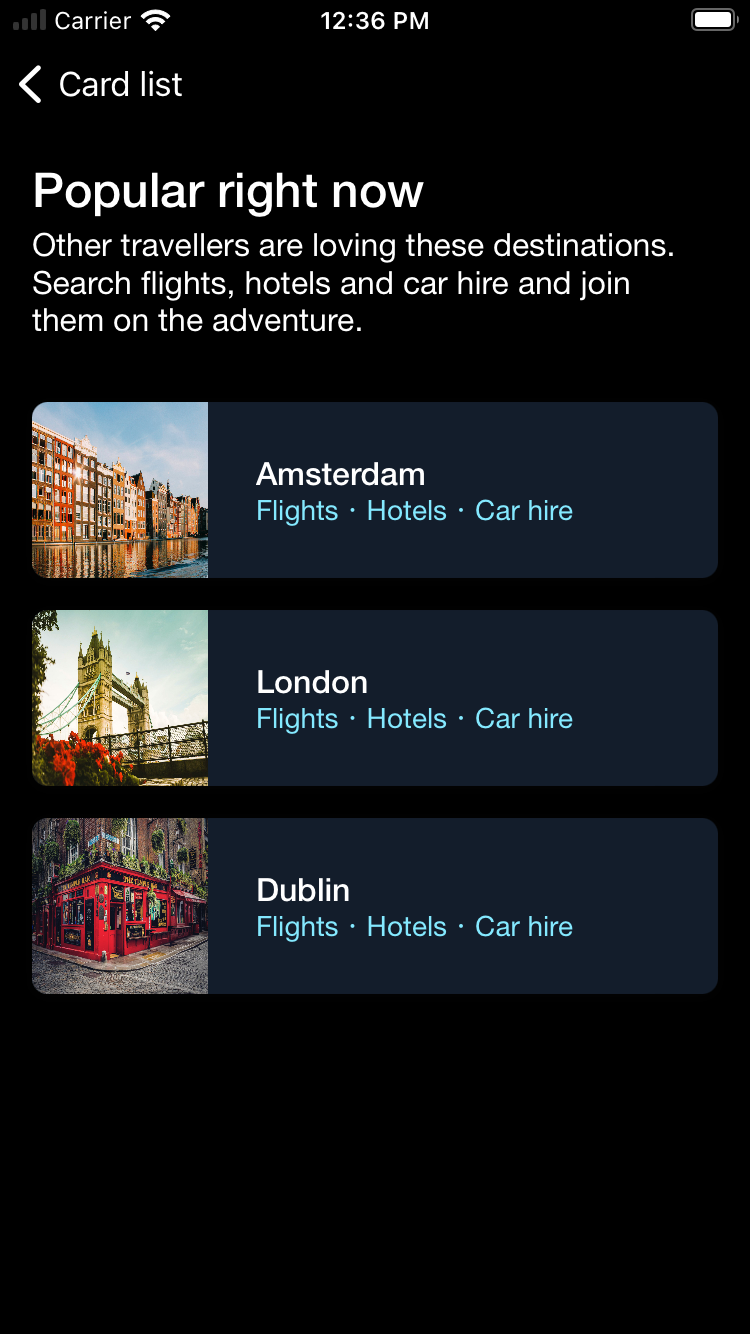 Carrier 12:36 PM
Card list
Popular right now
Other travellers are loving these destinations.
Search flights, hotels and car hire and join
them on the adventure.
Amsterdam
Flights · Hotels · Car hire
London
Flights · Hotels · Car hire
Dublin
Flights · Hotels · Car hire